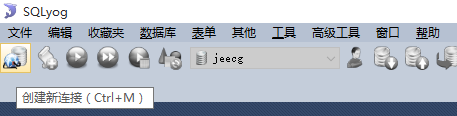 SQLyog
文件 编辑 收藏夹 数据库 表单 其他 工具 高级工具 窗口 帮助
jeecg
创建新连接（Ctrl+M）